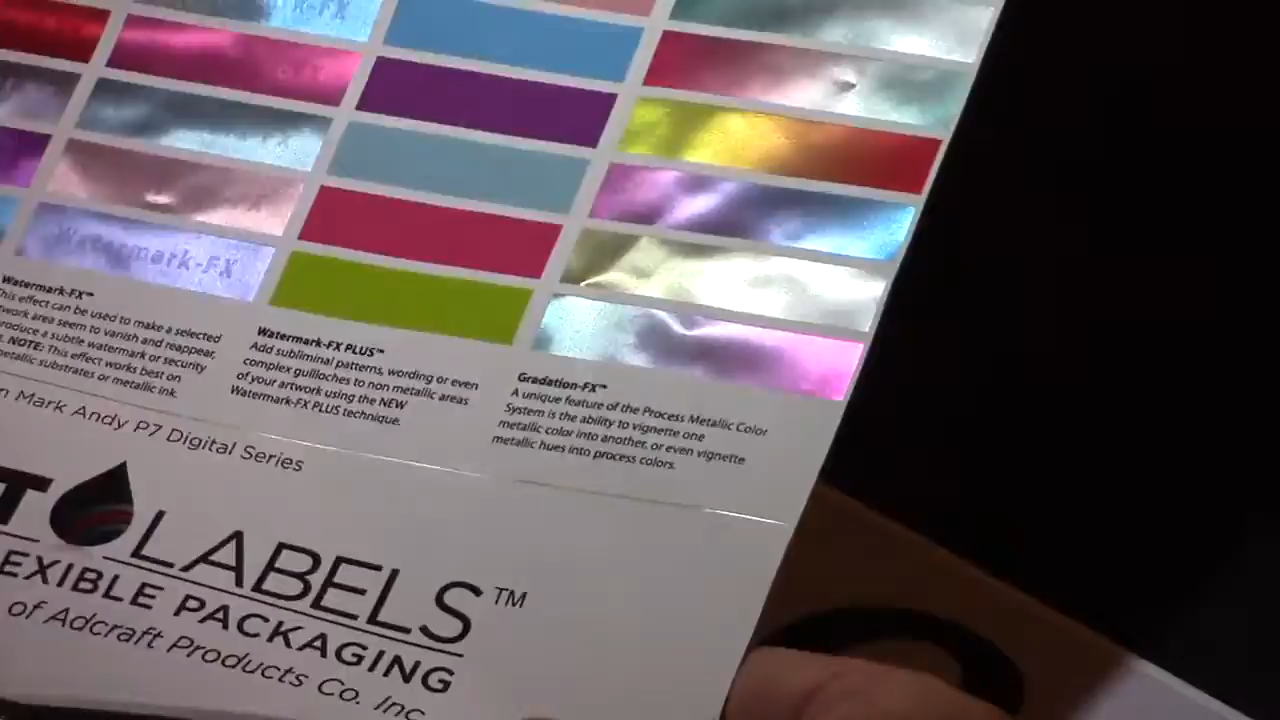 Watermark-FX
Watermark-FX™
This effect can be used to make a selected
twork area seem to vanish and reappear,
roduce a subtle watermark or security
. NOTE: This effect works best on
etallic substrates or metallic ink.
Watermark-FX PLUS™
Add subliminal patterns, wording or even
complex guilloches to non metallic areas
of your artwork using the NEW
Watermark-FX PLUS technique.
Gradation-FX™
A unique feature of the Process Metallic Color
System is the ability to vignette one
metallic color into another, or even vignette
metallic hues into process colors.
n Mark Andy P7 Digital Series
T LABELS™
EXIBLE PACKAGING
of Adcraft Products Co. Inc